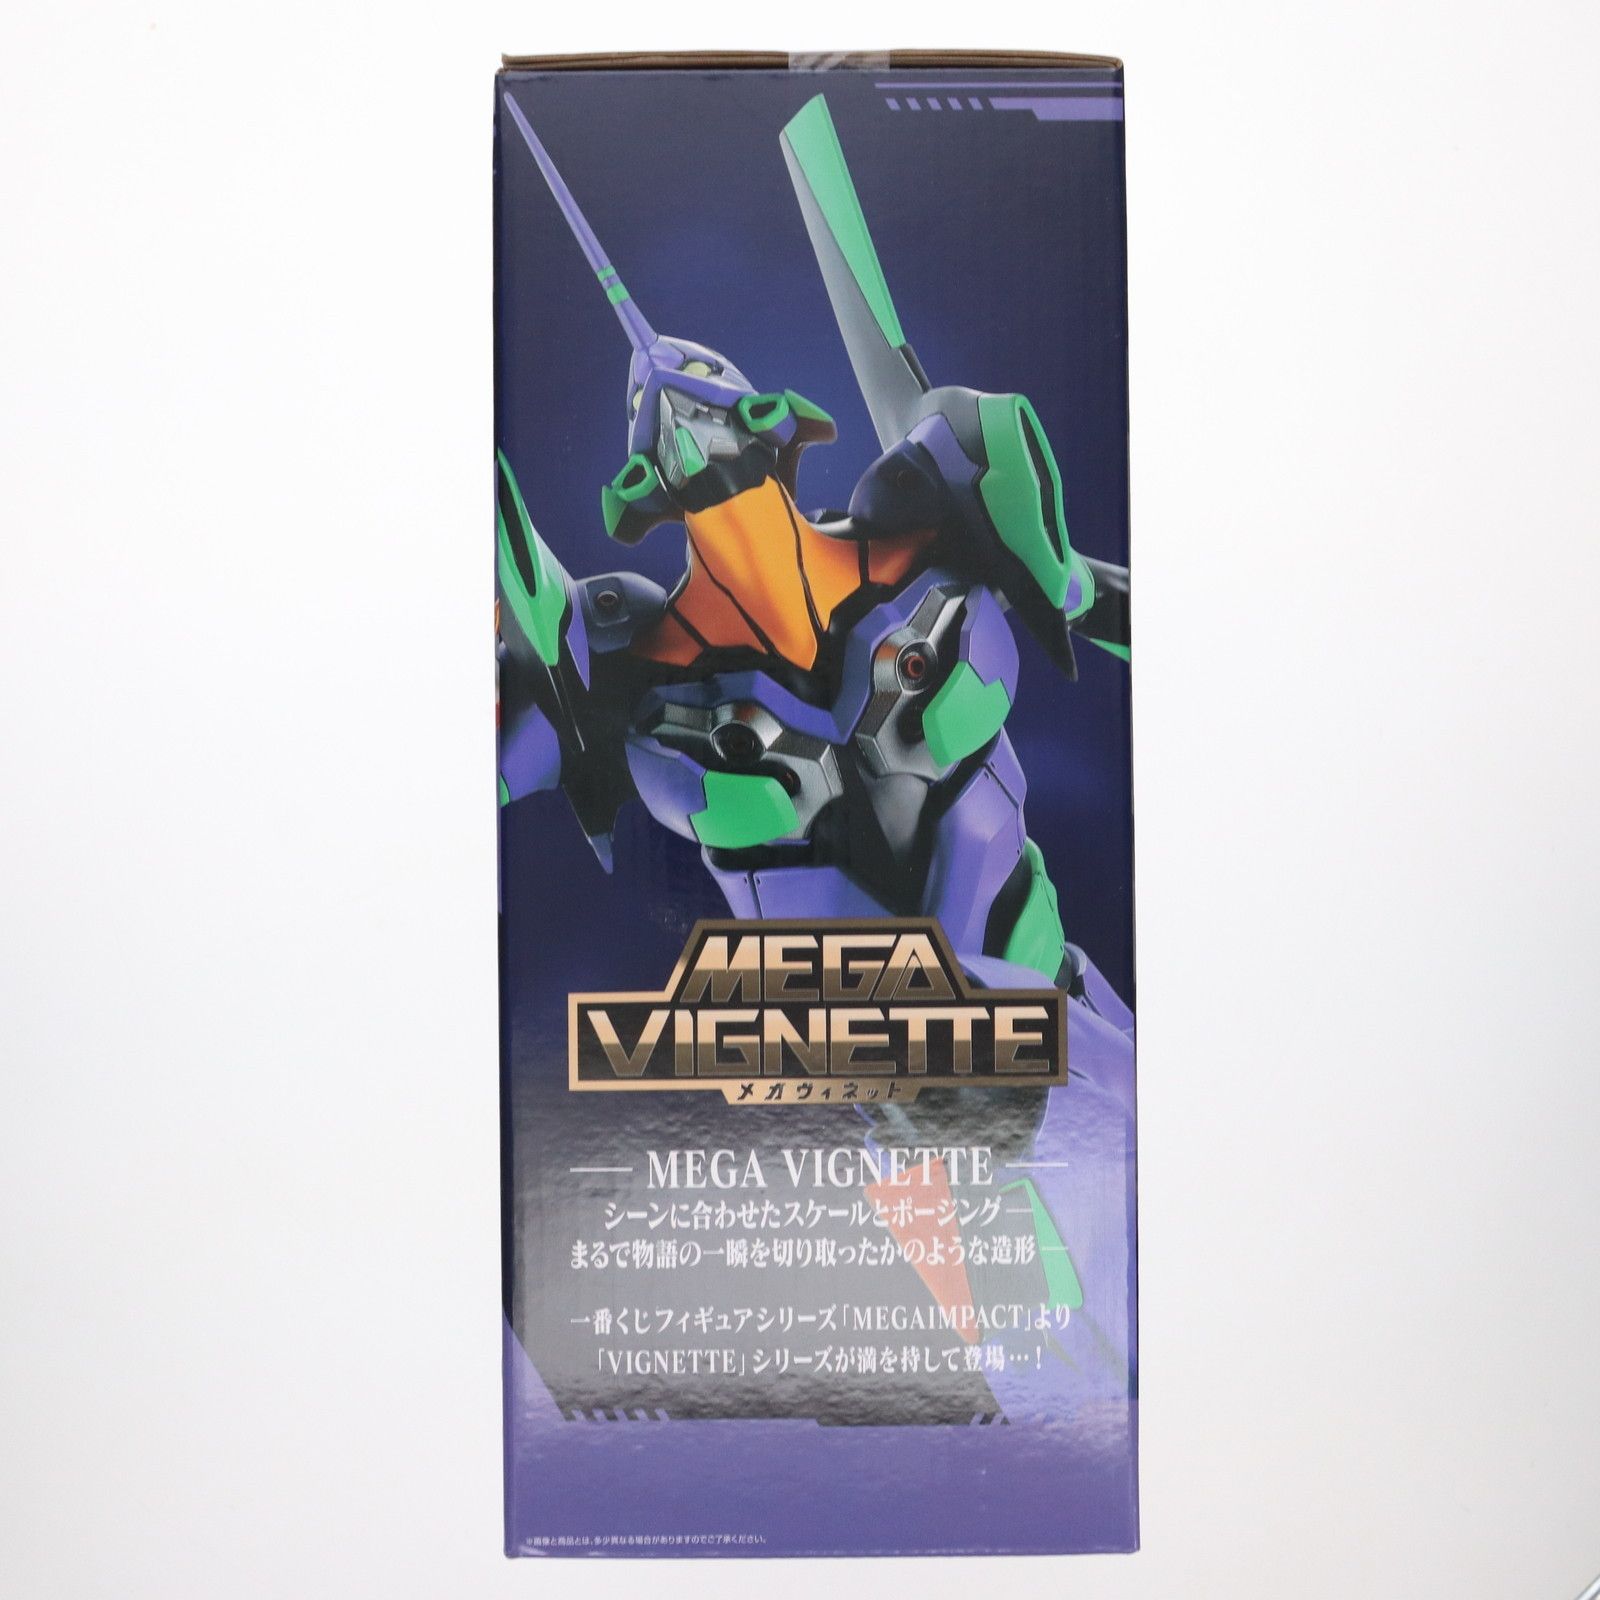 MEGA
VIGNETTE
メガヴィネット
MEGA VIGNETTE
シーンに合わせたスケールとポージング―
まるで物語の一瞬を切り取ったかのような造形―
一番くじフィギュアシリーズ「MEGAIMPACT」より
「VIGNETTE」シリーズが満を持して登場…!
※画像と商品とは、多少異なる場合がありますのでご了承ください。